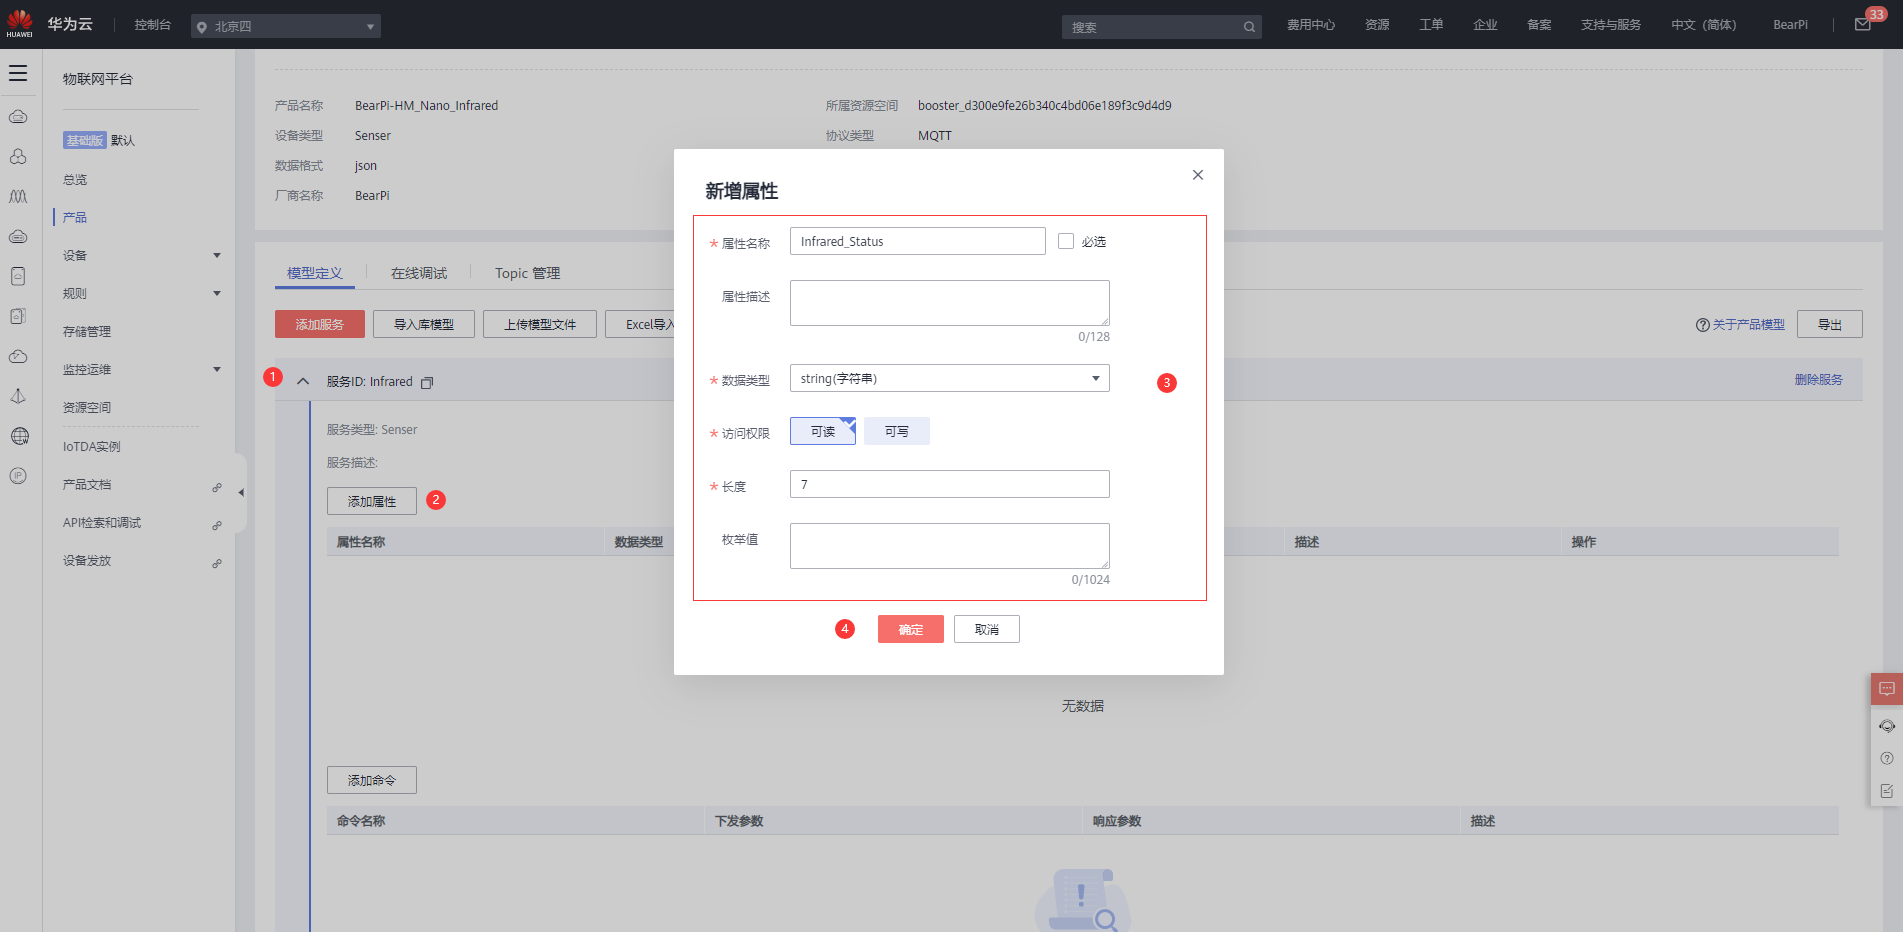 HUAWEI
华为云
控制台
北京四
搜索
费用中心
资源
工单
企业
备案
支持与服务
中文（简体）
BearPi
33
物联网平台
基础版 默认
总览
产品
设备
规则
存储管理
监控运维
资源空间
IoTDA实例
产品文档
API检索和调试
设备发放
IP
产品名称 BearPi-HM_Nano_Infrared
所属资源空间 booster_d300e9fe26b340c4bd06e189f3c9d4d9
设备类型 Senser
协议类型 MQTT
数据格式 json
厂商名称 BearPi
模型定义
在线调试
Topic 管理
添加服务
导入库模型
上传模型文件
Excel导入
关于产品模型
导出
1
服务ID: Infrared
删除服务
服务类型: Senser
服务描述:
添加属性
2
属性名称
数据类型
描述
操作
无数据
添加命令
命令名称
下发参数
响应参数
描述
新增属性
* 属性名称 Infrared_Status
必选
属性描述
0/128
* 数据类型 string(字符串)
3
* 访问权限 可读 可写
* 长度 7
枚举值
0/1024
4
确定
取消